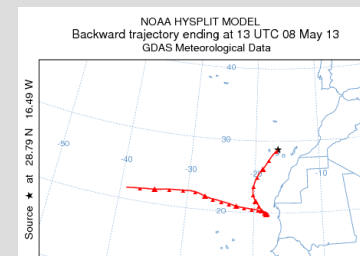 NOAA HYSPLIT MODEL
Backward trajectory ending at 13 UTC 08 May 13
GDAS Meteorological Data
Source ★ at 28.79 N 16.49 W
40
-50
-40
-30
30
-20
-10
20